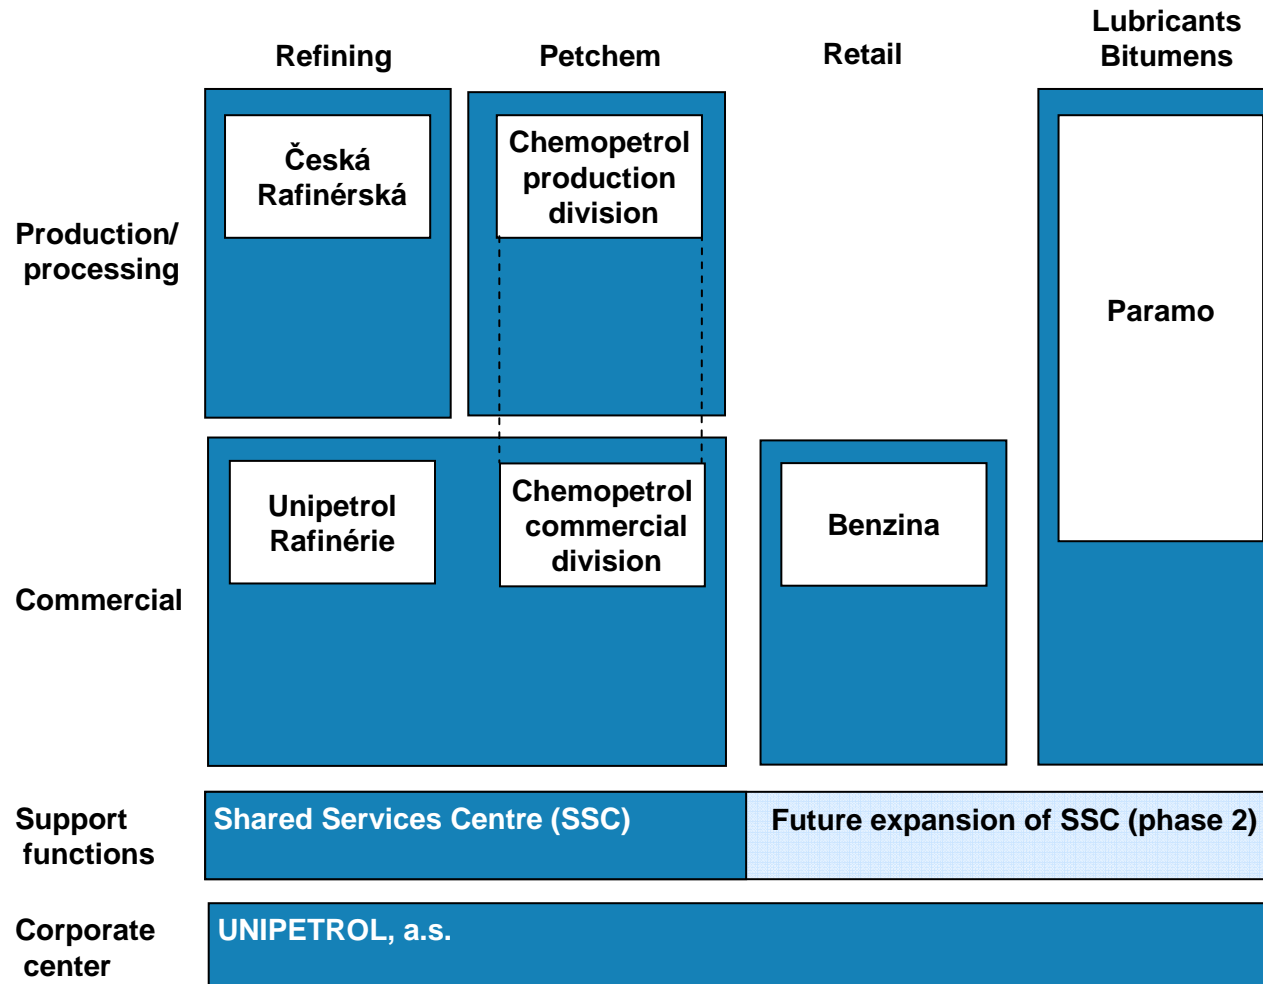 Refining
Petchem
Retail
Lubricants
Bitumens
Production/
processing
Česká
Rafinérská
Chemopetrol
production
division
Paramo
Commercial
Unipetrol
Rafinérie
Chemopetrol
commercial
division
Benzina
Support
functions
Shared Services Centre (SSC)
Future expansion of SSC (phase 2)
Corporate
center
UNIPETROL, a.s.